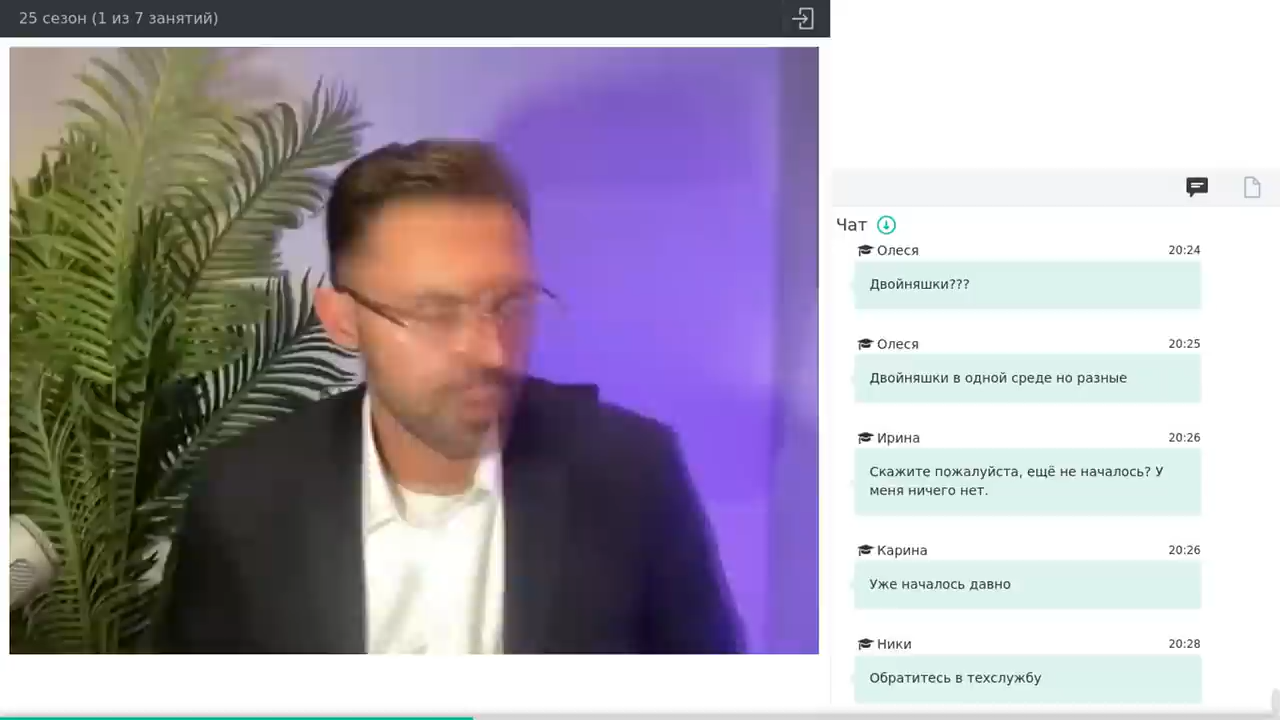 25 сезон (1 из 7 занятий)
Чат
Олеся 20:24
Двойняшки???
Олеся 20:25
Двойняшки в одной среде но разные
Ирина 20:26
Скажите пожалуйста, ещё не началось? У
меня ничего нет.
Карина 20:26
Уже началось давно
Ники 20:28
Обратитесь в техслужбу